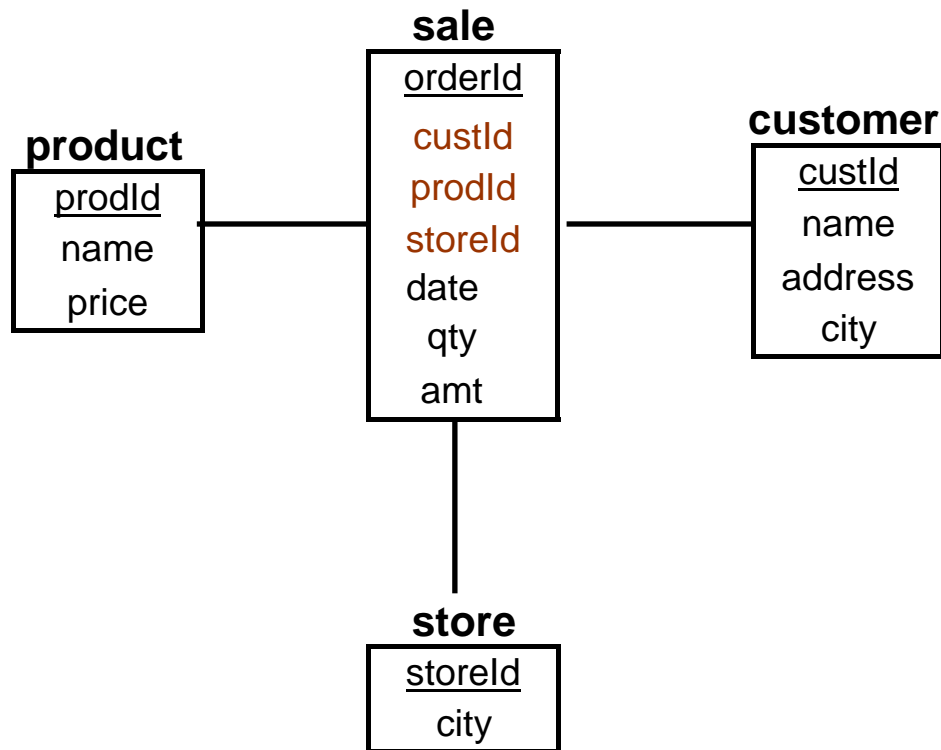 sale
orderId
custId
prodId
storeId
date
qty
amt
product
prodId
name
price
customer
custId
name
address
city
store
storeId
city